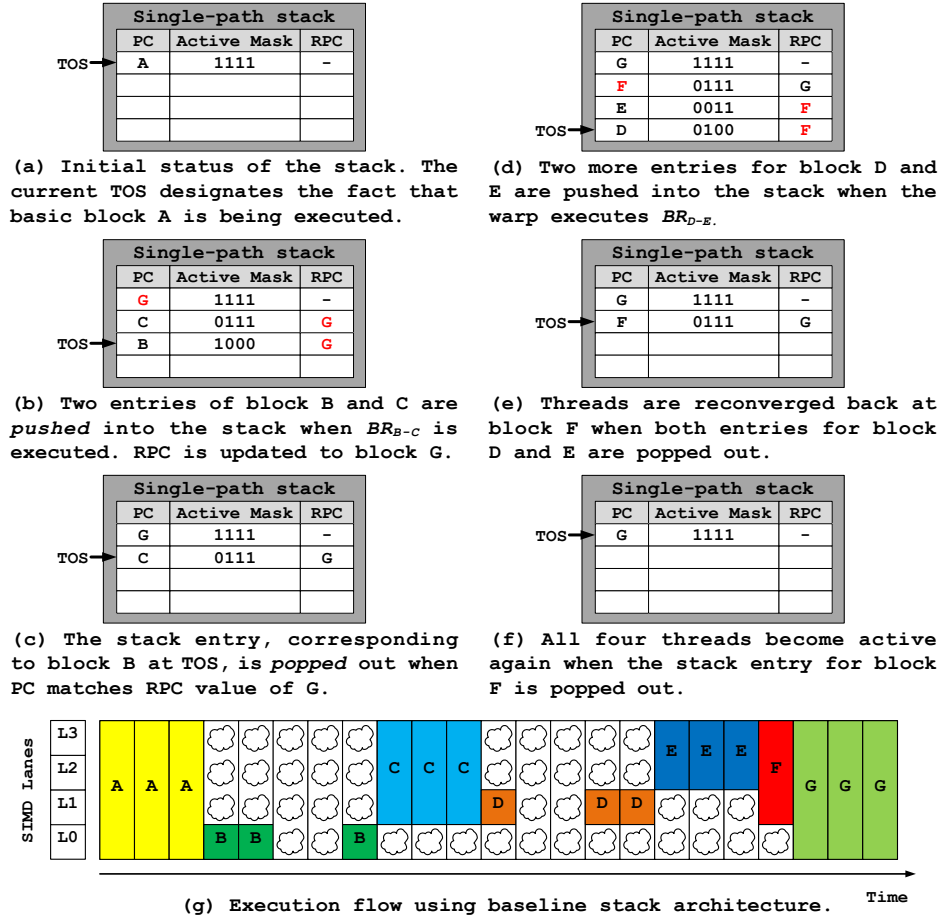 Single-path stack
PC Active Mask RPC
TOS A 1111 -
(a) Initial status of the stack. The
current TOS designates the fact that
basic block A is being executed.
Single-path stack
PC Active Mask RPC
G 1111 -
C 0111 G
TOS B 1000 G
(b) Two entries of block B and C are
pushed into the stack when BRB-C is
executed. RPC is updated to block G.
Single-path stack
PC Active Mask RPC
G 1111 -
TOS C 0111 G
(c) The stack entry, corresponding
to block B at TOS, is popped out when
PC matches RPC value of G.
Single-path stack
PC Active Mask RPC
G 1111 -
F 0111 G
E 0011 F
TOS D 0100 F
(d) Two more entries for block D and
E are pushed into the stack when the
warp executes BRD-E.
Single-path stack
PC Active Mask RPC
G 1111 -
TOS F 0111 G
(e) Threads are reconverged back at
block F when both entries for block
D and E are popped out.
Single-path stack
PC Active Mask RPC
TOS G 1111 -
(f) All four threads become active
again when the stack entry for block
F is popped out.
SIMD Lanes
L3
L2
L1
L0
A A A
B B B
C C C
D D D
E E E
F
G G G
Time
(g) Execution flow using baseline stack architecture.